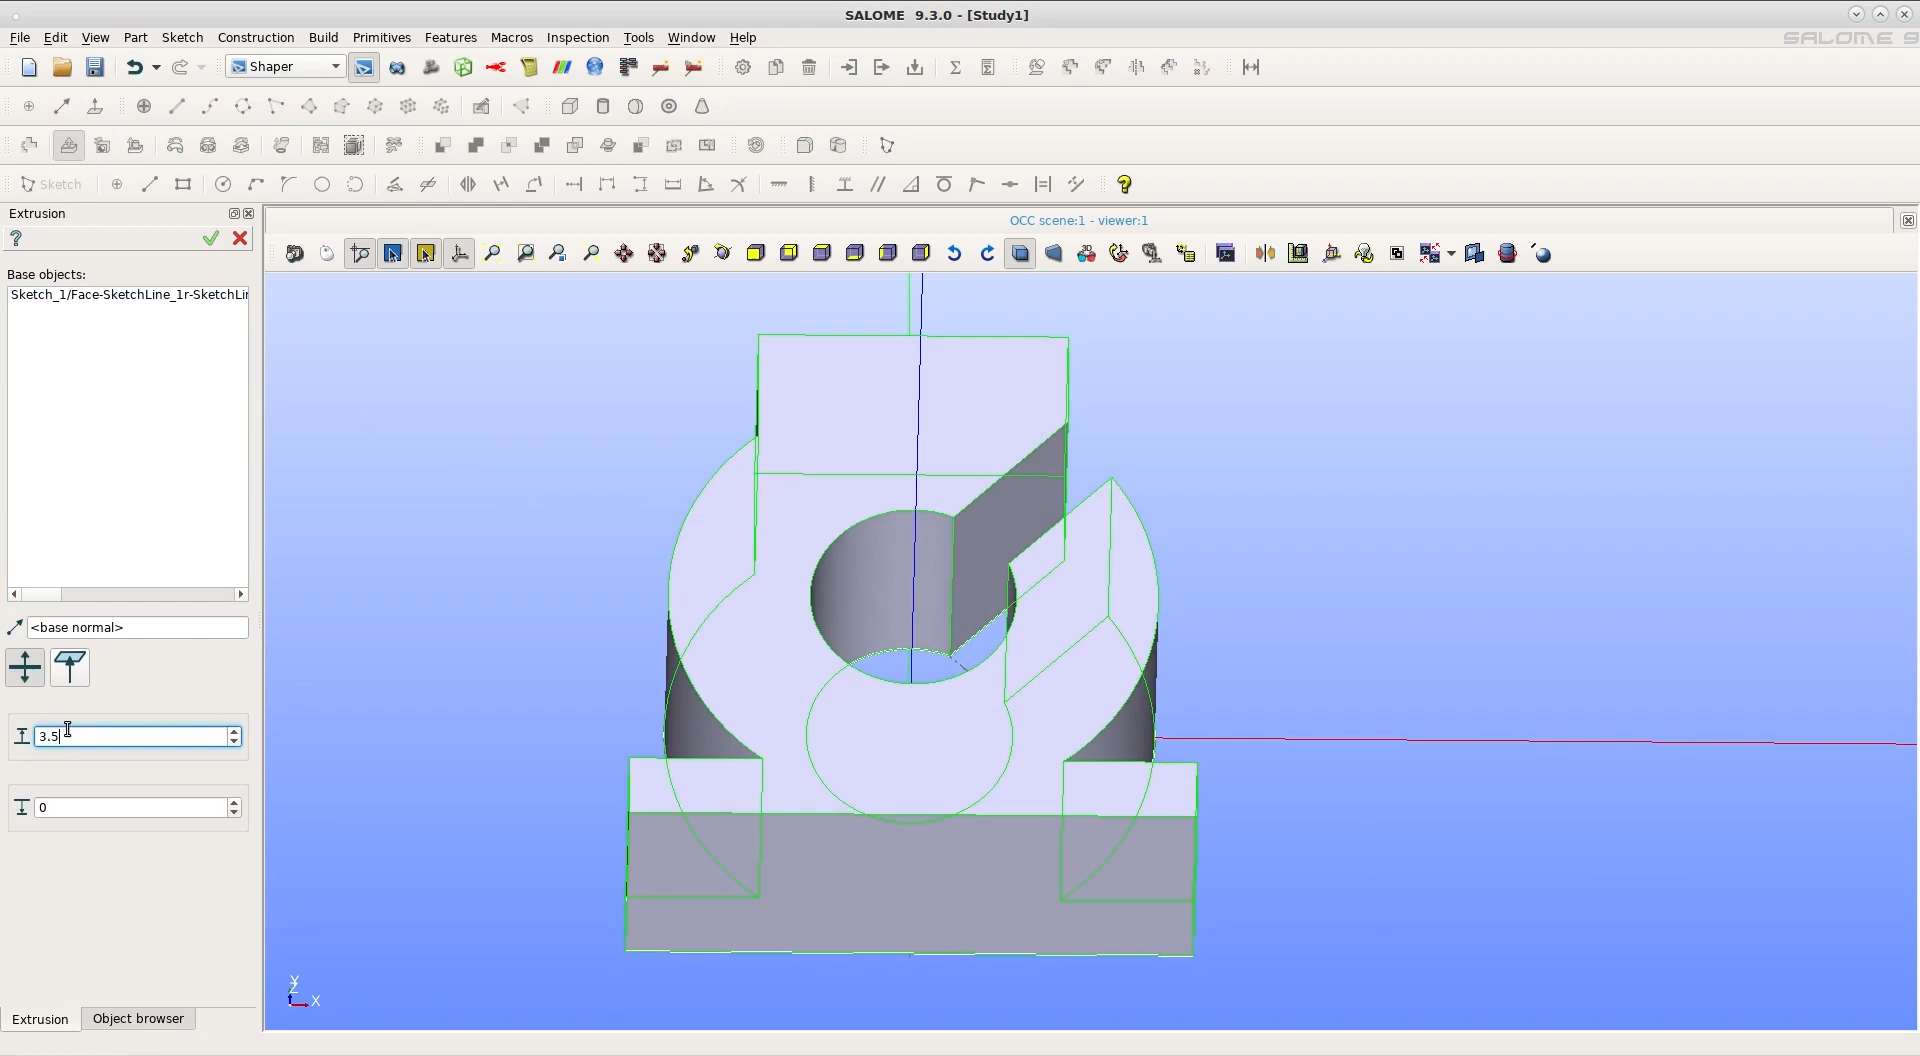 SALOME 9.3.0 - [Study1]
File Edit View Part Sketch Construction Build Primitives Features Macros Inspection Tools Window Help
SALOME 9
Shaper
Sketch
Extrusion
OCC scene:1 - viewer:1
Base objects:
Sketch_1/Face-SketchLine_1r-SketchLin
<base normal>
3.5
0
Y
Z
X
Extrusion
Object browser